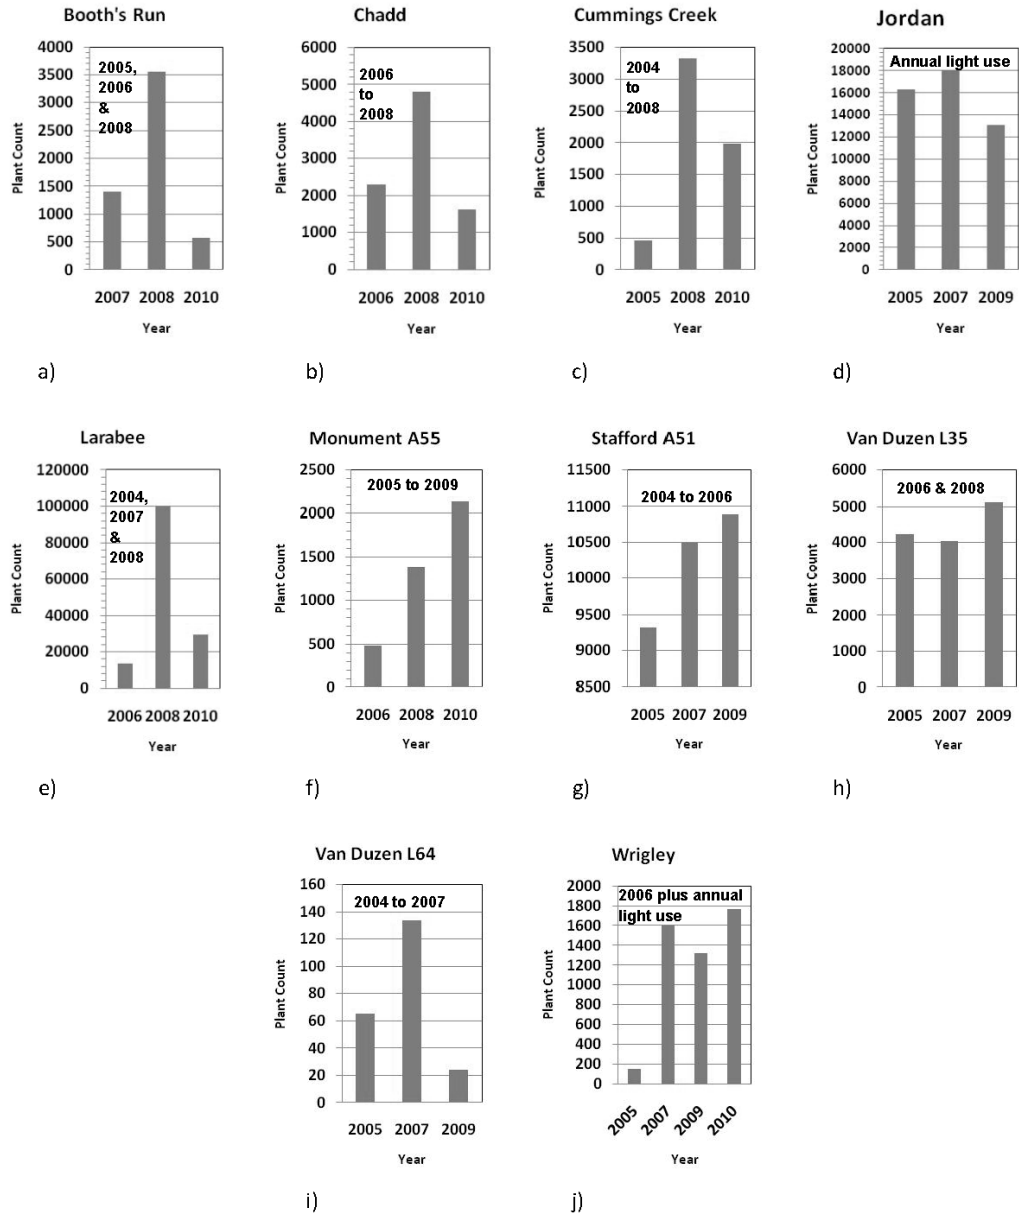 Booth's Run
Plant Count
4000
3500
3000
2500
2000
1500
1000
500
0
2005,
2006
&
2008
2007 2008 2010
Year
a)
Chadd
Plant Count
6000
5000
4000
3000
2000
1000
0
2006
to
2008
2006 2008 2010
Year
b)
Cummings Creek
Plant Count
3500
3000
2500
2000
1500
1000
500
0
2004
to
2008
2005 2008 2010
Year
c)
Jordan
Plant Count
20000
18000
16000
14000
12000
10000
8000
6000
4000
2000
0
Annual light use
2005 2007 2009
Year
d)
Larabee
Plant Count
120000
100000
80000
60000
40000
20000
0
2004,
2007
&
2008
2006 2008 2010
Year
e)
Monument A55
Plant Count
2500
2000
1500
1000
500
0
2005 to 2009
2006 2008 2010
Year
f)
Stafford A51
Plant Count
11500
11000
10500
10000
9500
9000
8500
2004 to 2006
2005 2007 2009
Year
g)
Van Duzen L35
Plant Count
6000
5000
4000
3000
2000
1000
0
2006 & 2008
2005 2007 2009
Year
h)
Van Duzen L64
Plant Count
160
140
120
100
80
60
40
20
0
2004 to 2007
2005 2007 2009
Year
i)
Wrigley
Plant Count
2000
1800
1600
1400
1200
1000
800
600
400
200
0
2006 plus annual
light use
2005 2007 2009 2010
Year
j)